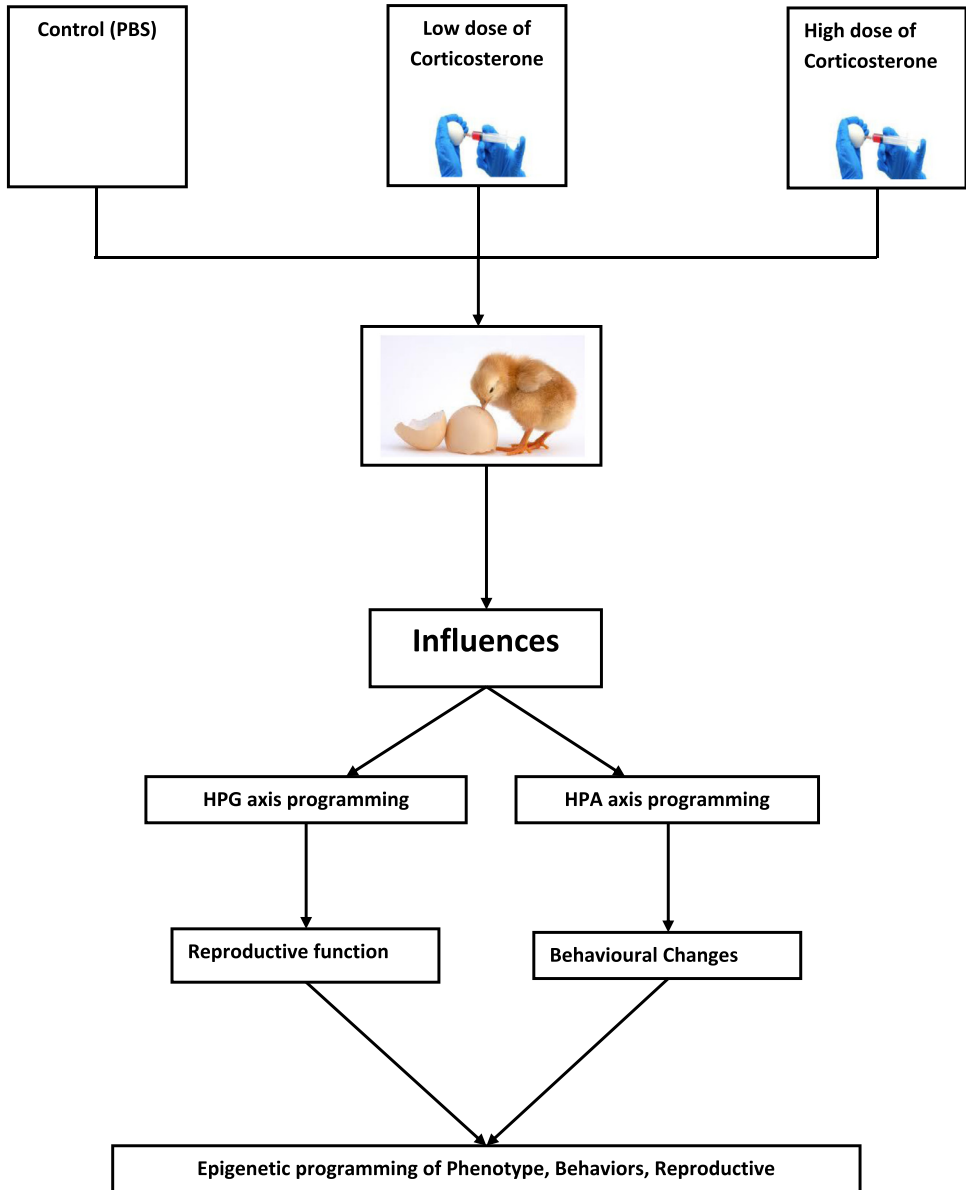 Control (PBS)
Low dose of
Corticosterone
High dose of
Corticosterone
Influences
HPG axis programming
HPA axis programming
Reproductive function
Behavioural Changes
Epigenetic programming of Phenotype, Behaviors, Reproductive